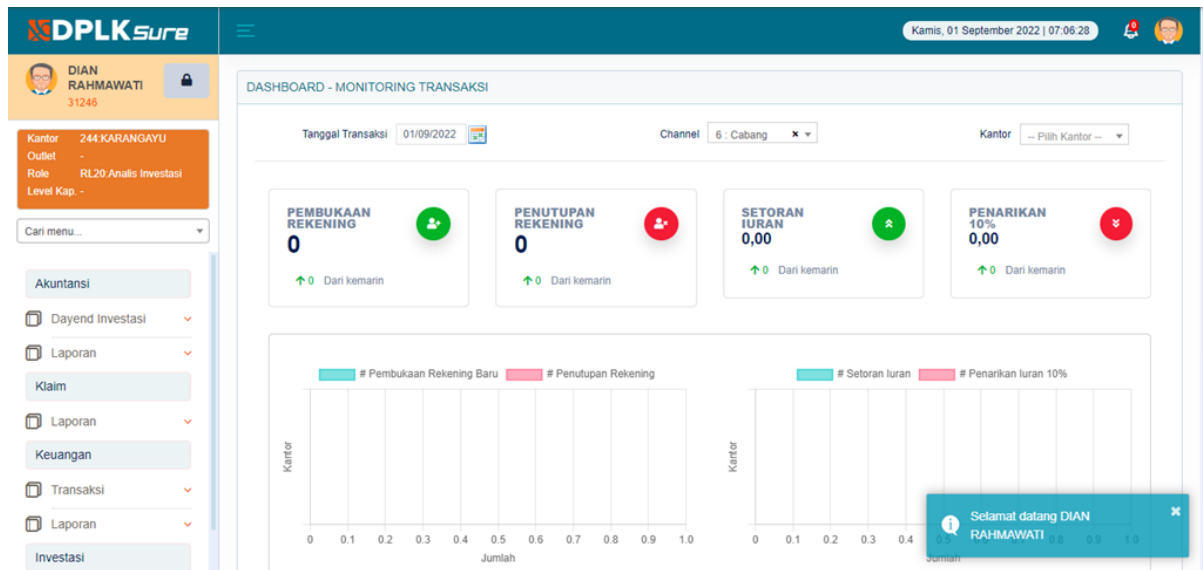 DPLKSure
Kamis, 01 September 2022 | 07:06:28
DIAN
RAHMAWATI
31246
Kantor 244:KARANGAYU
Outlet -
Role RL20:Analis Investasi
Level Kap. -
Cari menu...
Akuntansi
Dayend Investasi
Laporan
Klaim
Laporan
Keuangan
Transaksi
Laporan
Investasi
DASHBOARD - MONITORING TRANSAKSI
Tanggal Transaksi 01/09/2022
Channel 6 : Cabang × 
Kantor -- Pilih Kantor --
PEMBUKAAN
REKENING
0
0 Dari kemarin
PENUTUPAN
REKENING
0
0 Dari kemarin
SETORAN
IURAN
0,00
0 Dari kemarin
PENARIKAN
10%
0,00
0 Dari kemarin
# Pembukaan Rekening Baru # Penutupan Rekening
Kantor
0 0.1 0.2 0.3 0.4 0.5 0.6 0.7 0.8 0.9 1.0
Jumlah
# Setoran Iuran # Penarikan Iuran 10%
Kantor
0 0.1 0.2 0.3 0.4 0.5 0.6 0.7 0.8 0.9 1.0
Jumlah
Selamat datang DIAN
RAHMAWATI